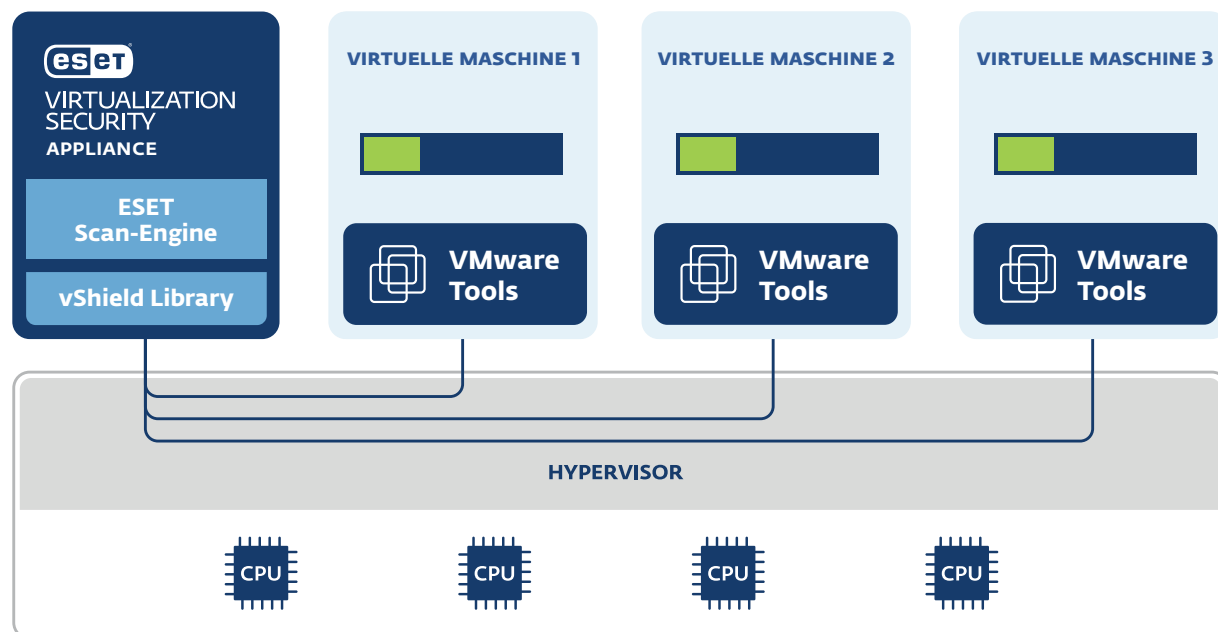 eset
VIRTUALIZATION
SECURITY
APPLIANCE
ESET
Scan-Engine
vShield Library
VIRTUELLE MASCHINE 1
VMware
Tools
VIRTUELLE MASCHINE 2
VMware
Tools
VIRTUELLE MASCHINE 3
VMware
Tools
HYPERVISOR
CPU
CPU
CPU
CPU